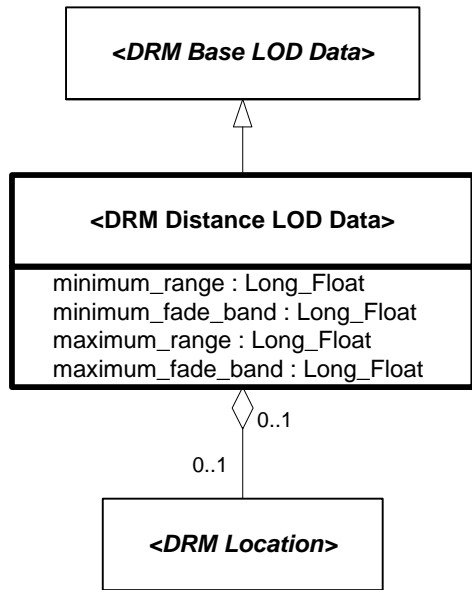 <DRM Base LOD Data>
<DRM Distance LOD Data>
minimum_range : Long_Float
minimum_fade_band : Long_Float
maximum_range : Long_Float
maximum_fade_band : Long_Float
0..1
0..1
<DRM Location>